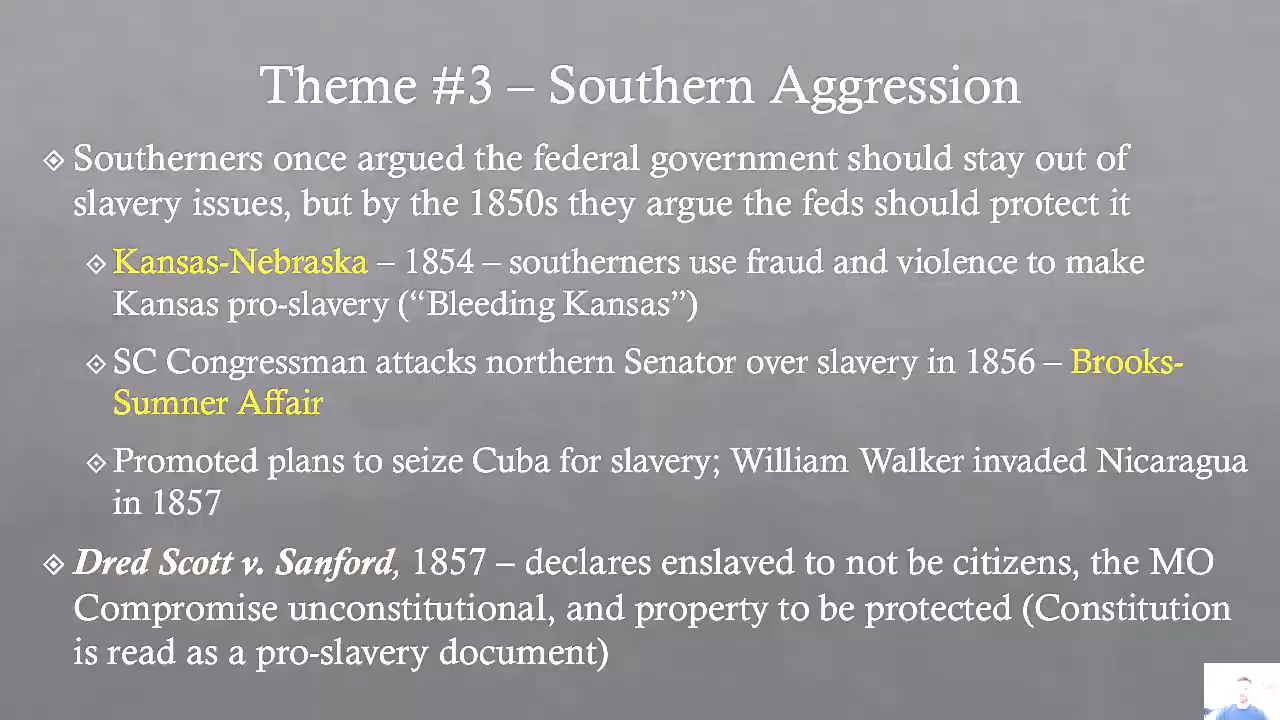 Theme #3 – Southern Aggression
Southerners once argued the federal government should stay out of
slavery issues, but by the 1850s they argue the feds should protect it
Kansas-Nebraska – 1854 – southerners use fraud and violence to make
Kansas pro-slavery (“Bleeding Kansas”)
SC Congressman attacks northern Senator over slavery in 1856 – Brooks-
Sumner Affair
Promoted plans to seize Cuba for slavery; William Walker invaded Nicaragua
in 1857
Dred Scott v. Sanford, 1857 – declares enslaved to not be citizens, the MO
Compromise unconstitutional, and property to be protected (Constitution
is read as a pro-slavery document)